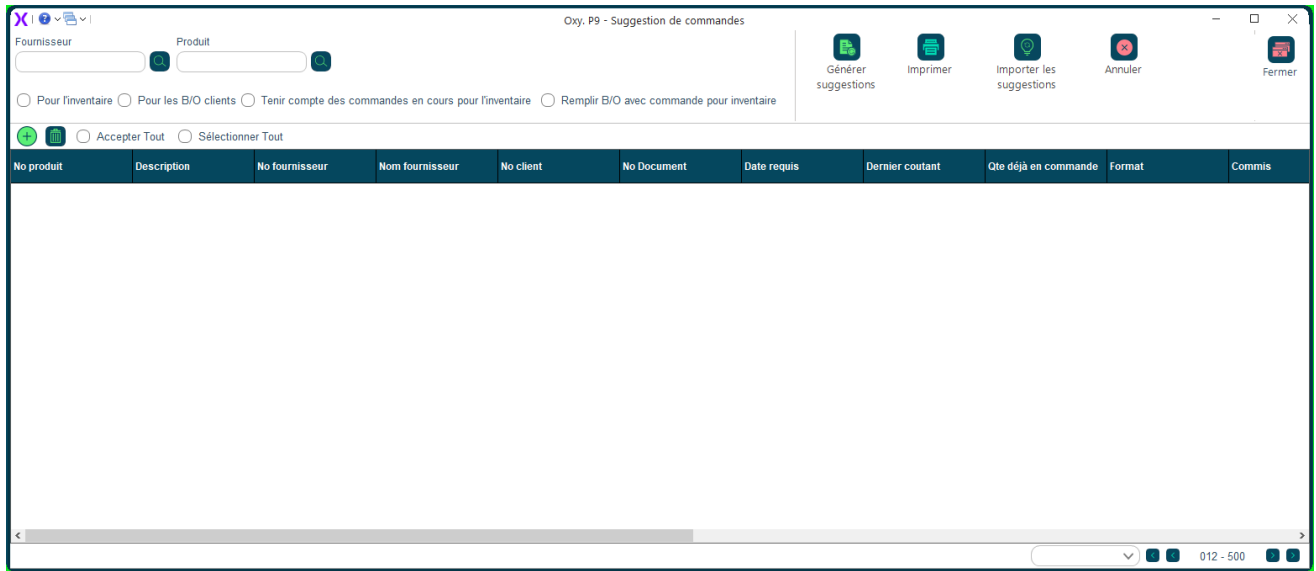 Oxy. P9 - Suggestion de commandes
Fournisseur Produit
Générer suggestions Imprimer Importer les suggestions Annuler Fermer
Pour l'inventaire Pour les B/O clients Tenir compte des commandes en cours pour l'inventaire Remplir B/O avec commande pour inventaire
Accepter Tout Sélectionner Tout
No produit Description No fournisseur Nom fournisseur No client No Document Date requis Dernier coutant Qte déjà en commande Format Commis
012 - 500